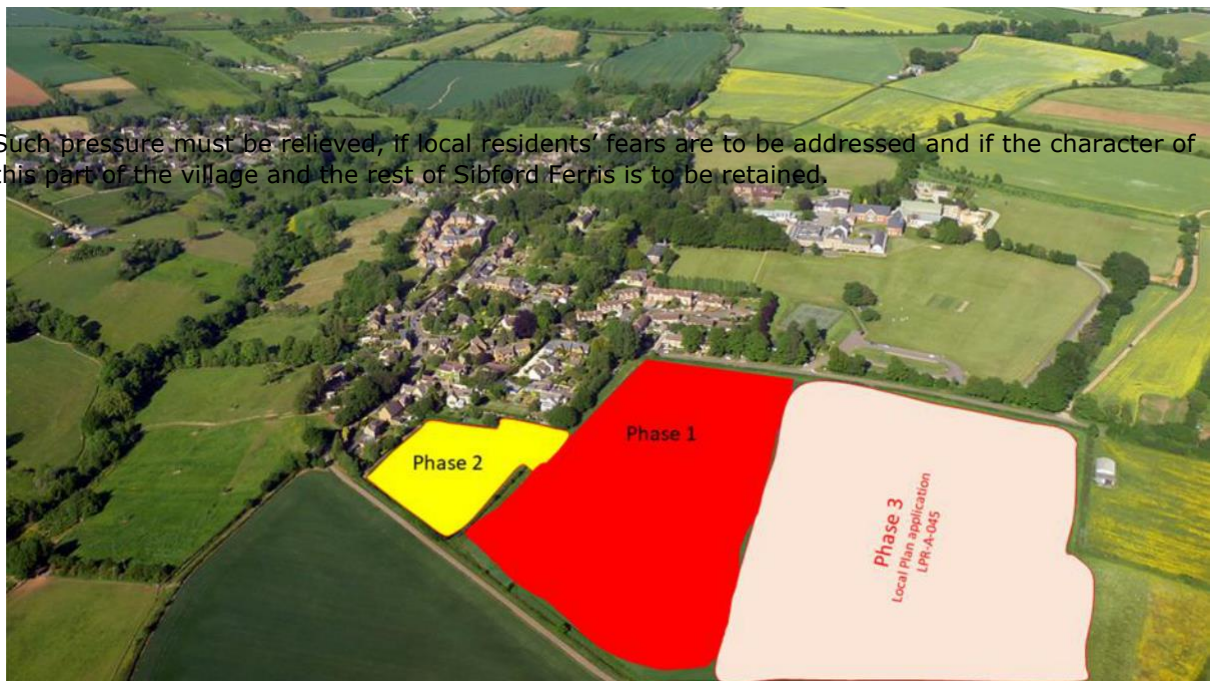 Such pressure must be relieved, if local residents’ fears are to be addressed and if the character of
this part of the village and the rest of Sibford Ferris is to be retained.
Phase 1
Phase 2
Phase 3
Local Plan application
LPR-A-045